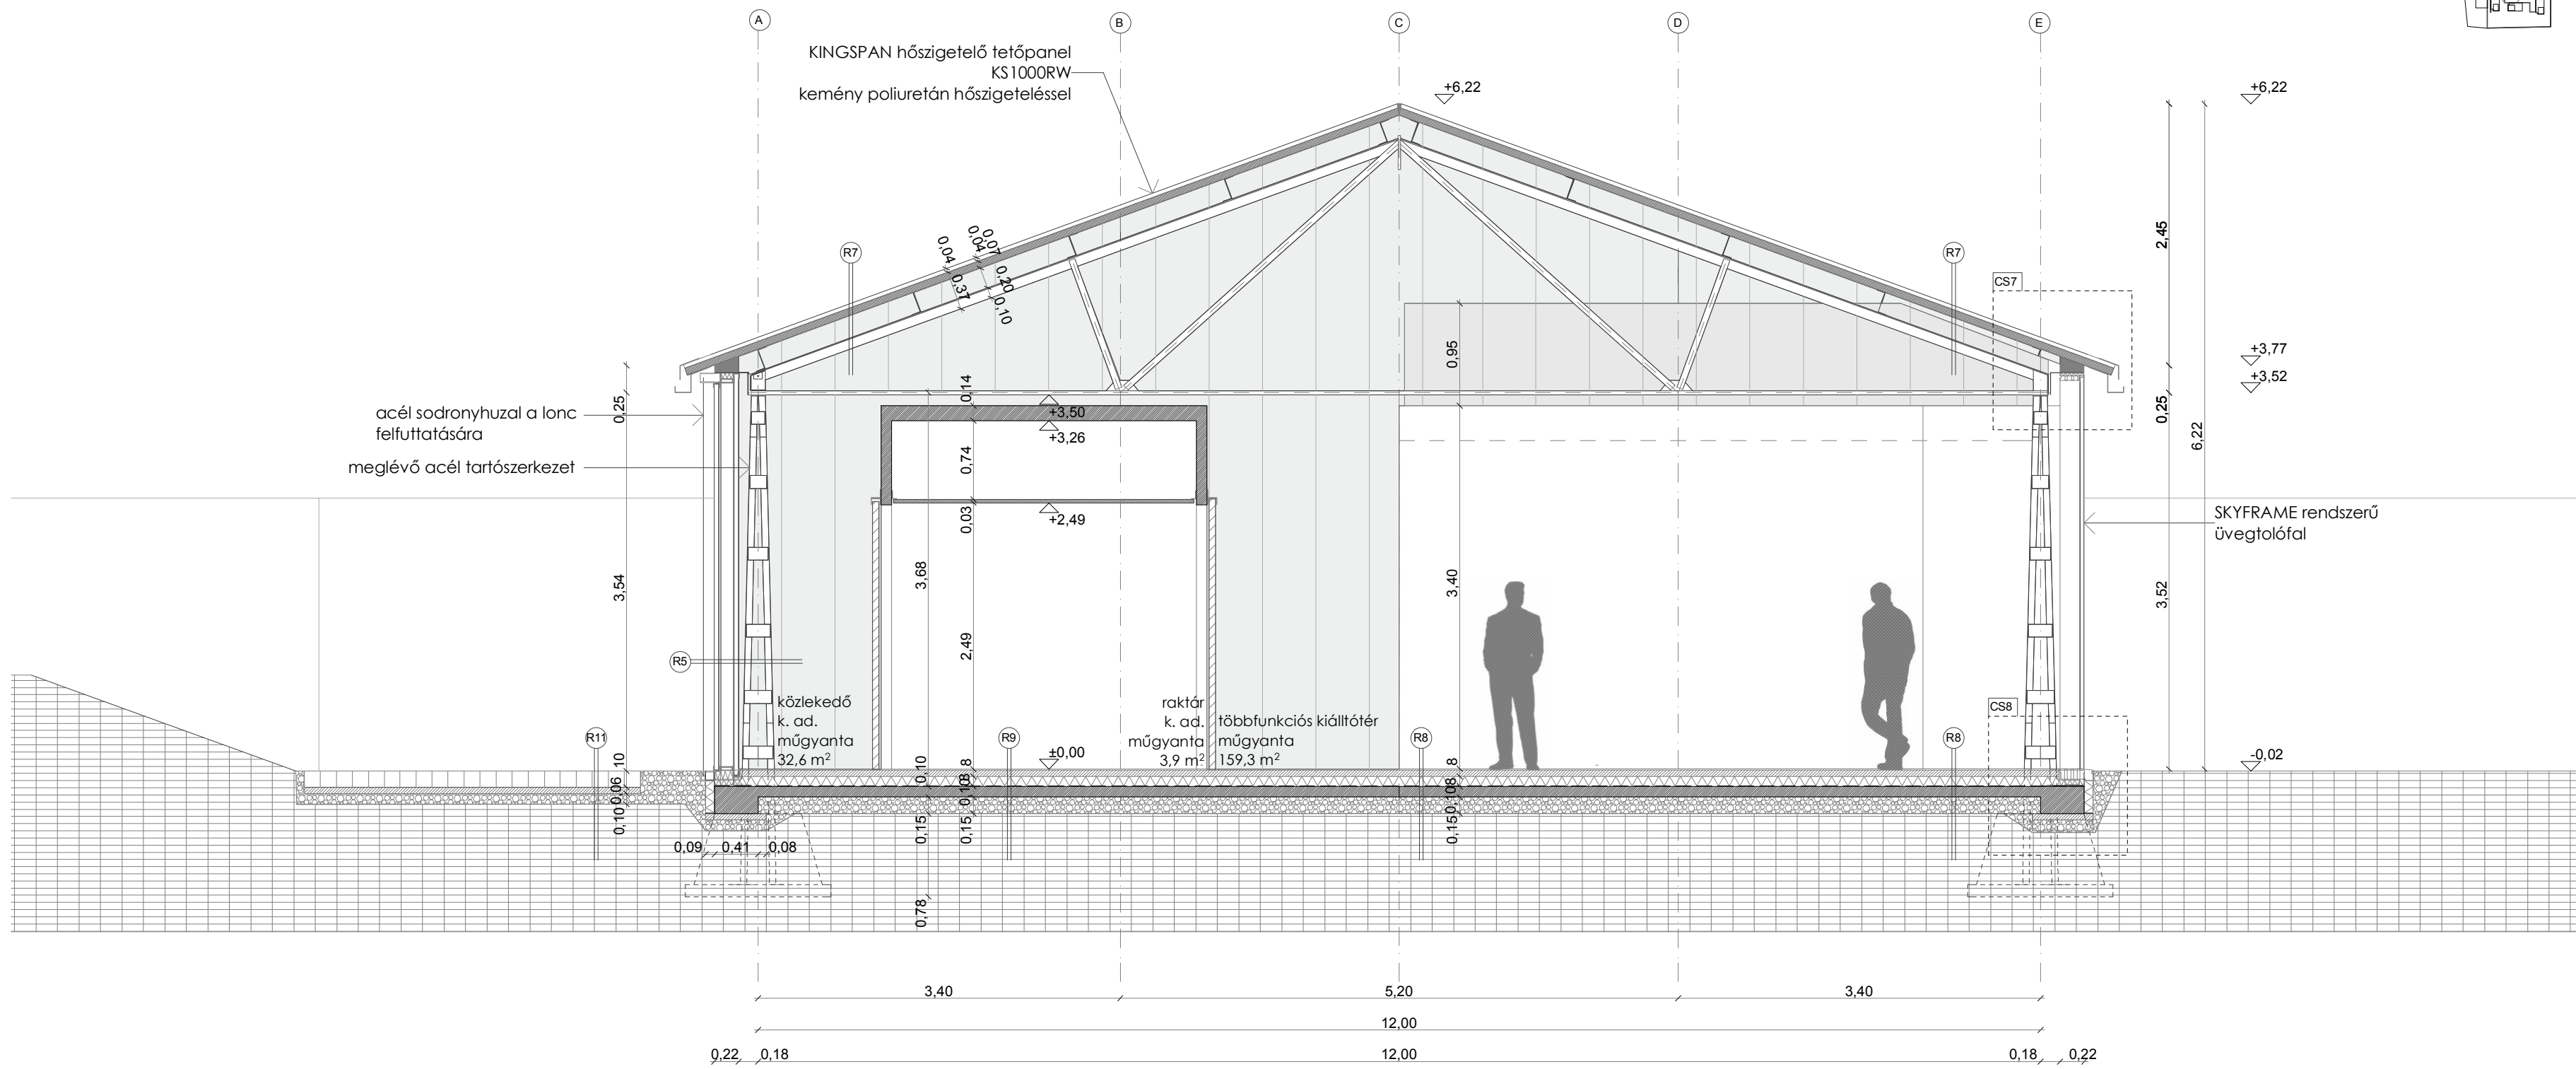 A
B
C
D
E
KINGSPAN hőszigetelő tetőpanel
KS1000RW
kemény poliuretán hőszigeteléssel
+6,22
+6,22
2,45
R7
0,04
0,04
0,07
0,20
0,37
0,10
R7
CS7
0,95
+3,77
+3,52
0,25
0,14
acél sodronyhuzal a lonc
felfuttatására
+3,50
+3,26
0,25
6,22
meglévő acél tartószerkezet
0,74
+2,49
0,03
SKYFRAME rendszerű
üvegtolófal
3,54
3,68
3,40
3,52
2,49
R5
közlekedő
k. ad.
műgyanta
32,6 m²
raktár
k. ad.
műgyanta
3,9 m²
többfunkciós kiálltótér
műgyanta
159,3 m²
CS8
R11
R9
R8
R8
±0,00
-0,02
10
0,06
0,10
0,10
0,15
8
0,15
8
0,15
0,09
0,41
0,08
0,78
3,40
5,20
3,40
12,00
0,22
0,18
12,00
0,18
0,22